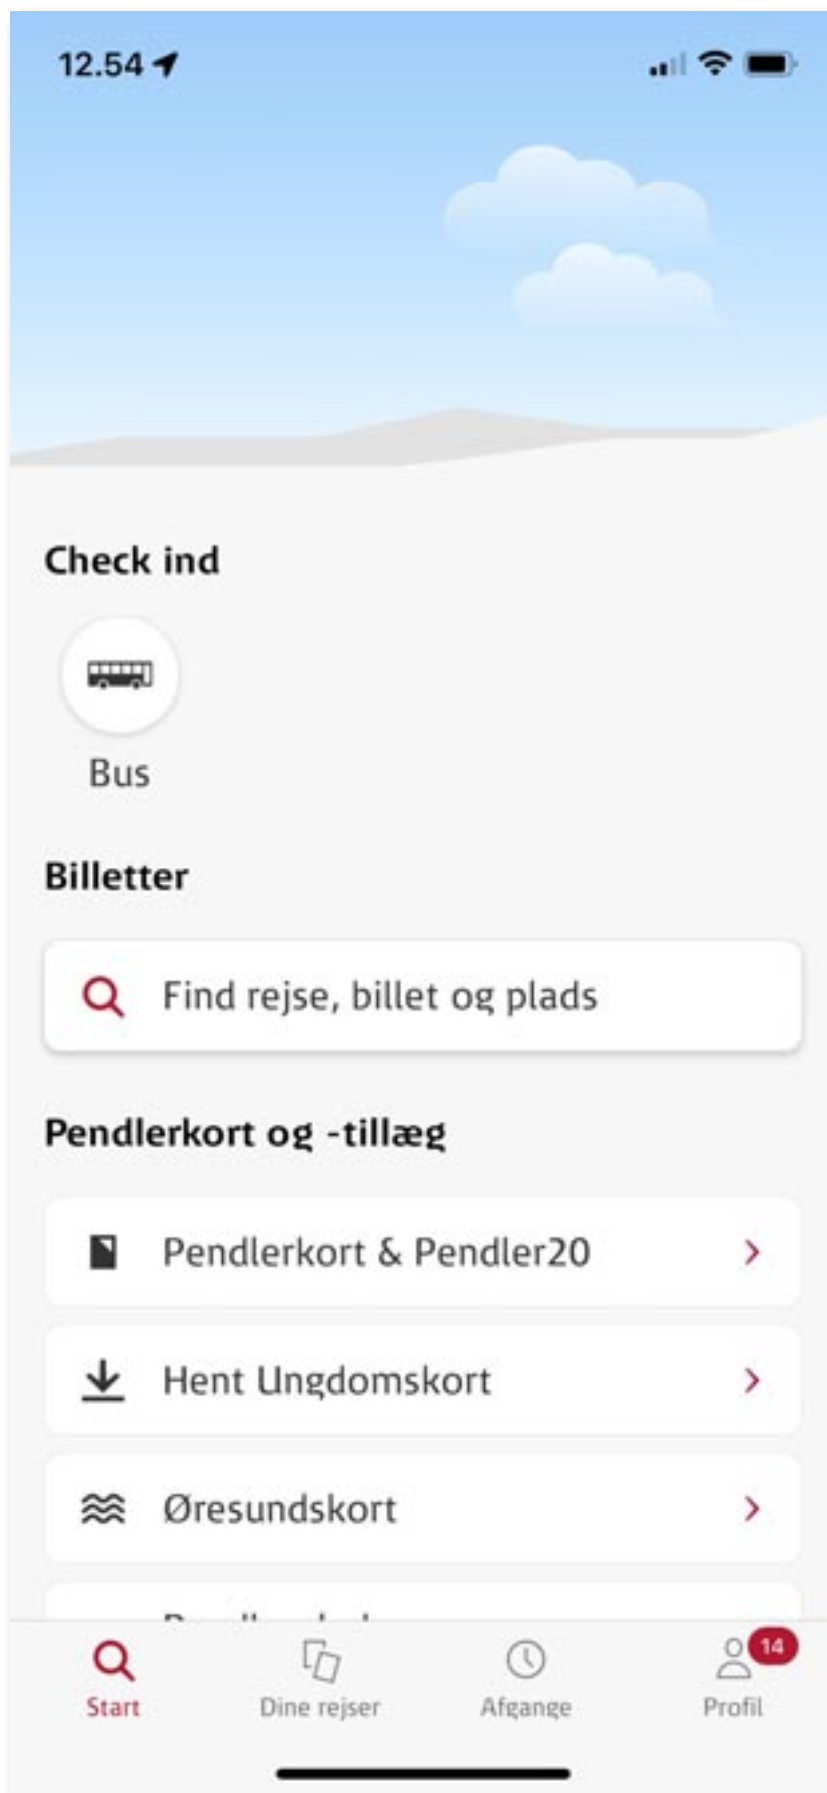 12.54
Check ind
Bus
Billetter
Find rejse, billet og plads
Pendlerkort og -tillæg
Pendlerkort & Pendler20
Hent Ungdomskort
Øresundskort
Start
Dine rejser
Afgange
14
Profil